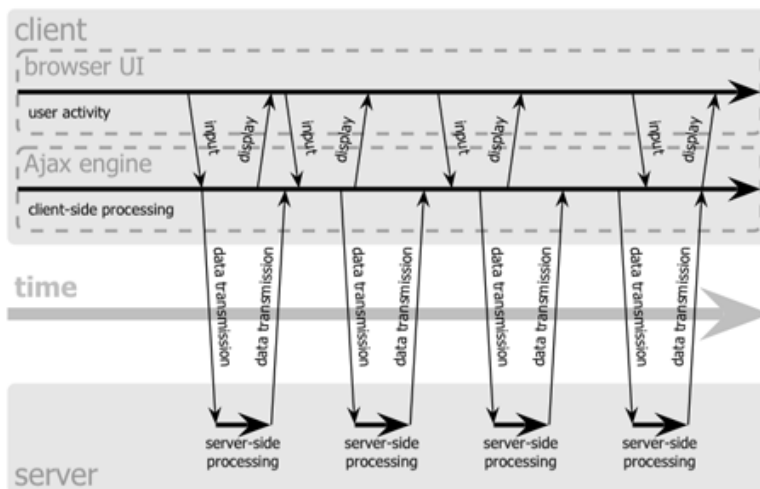 client
browser UI
user activity
input
display
input
display
input
display
input
display
Ajax engine
client-side processing
data transmission
data transmission
data transmission
data transmission
data transmission
data transmission
data transmission
data transmission
time
server-side
processing
server-side
processing
server-side
processing
server-side
processing
server